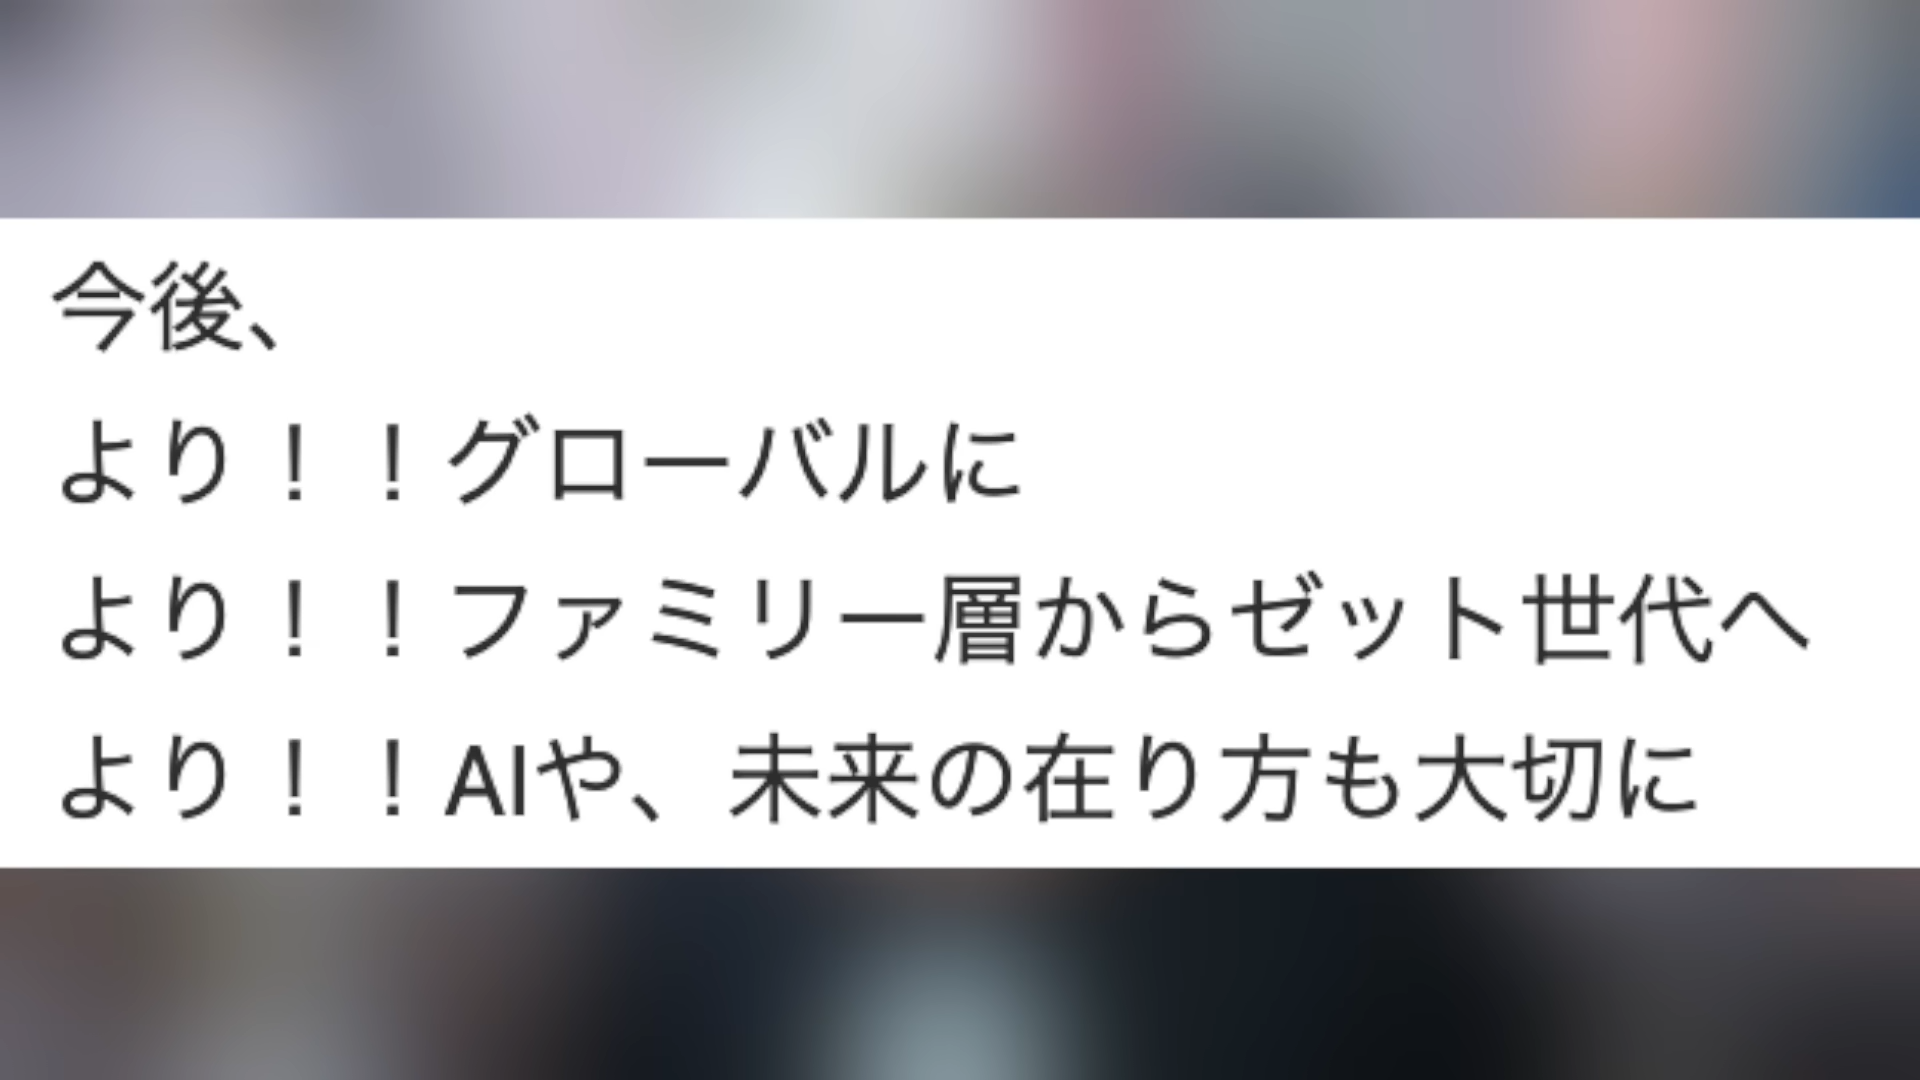 今後、
より！！グローバルに
より！！ファミリー層からゼット世代へ
より！！AIや、未来の在り方も大切に